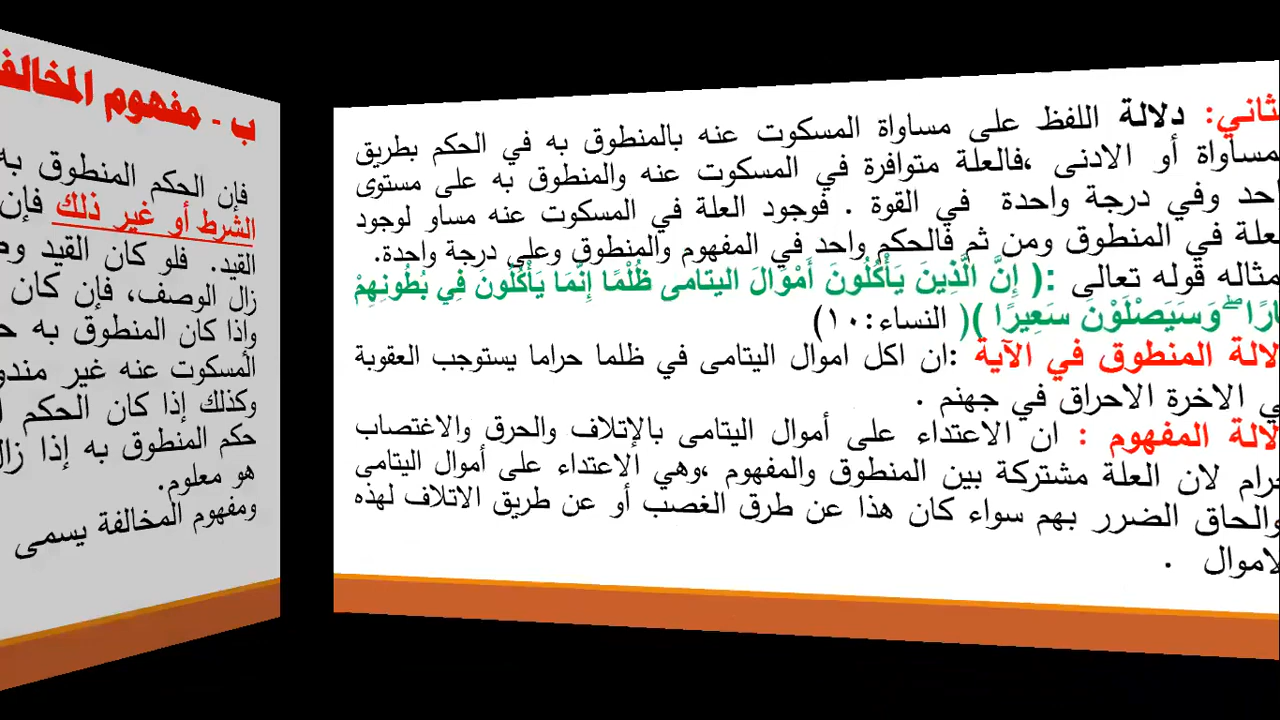 ثاني: دلالة اللفظ على مساواة المسكوت عنه بالمنطوق به في الحكم بطريق
مساواة أو الادنى ،فالعلة متوافرة في المسكوت عنه والمنطوق به على مستوى
احد وفي درجة واحدة في القوة . فوجود العلة في المسكوت عنه مساو لوجود
علة في المنطوق ومن ثم فالحكم واحد في المفهوم والمنطوق وعلى درجة واحدة.
مثاله قوله تعالى :( إِنَّ الَّذِينَ يَأْكُلُونَ أَمْوَالَ اليتامى ظُلْمًا إِنَّمَا يَأْكُلُونَ فِي بُطُونِهِمْ
ارًا ۖ وَسَيَصْلَوْنَ سَعِيرًا )( النساء:١٠)
لالة المنطوق في الآية :ان اكل اموال اليتامى في ظلما حراما يستوجب العقوبة
ي الاخرة الاحراق في جهنم .
لالة المفهوم : ان الاعتداء على أموال اليتامى بالإتلاف والحرق والاغتصاب
حرام لان العلة مشتركة بين المنطوق والمفهوم ،وهي الاعتداء على أموال اليتامى
والحاق الضرر بهم سواء كان هذا عن طرق الغصب أو عن طريق الاتلاف لهذه
لاموال .
ب - مفهوم المخالف
فإن الحكم المنطوق به
الشرط أو غير ذلك فإن
القيد. فلو كان القيد
زال الوصف، فإن كان
وإذا كان المنطوق به
المسكوت عنه غير
وكذلك إذا كان الحكم
حكم المنطوق به إذا
هو معلوم.
ومفهوم المخالفة يسمى